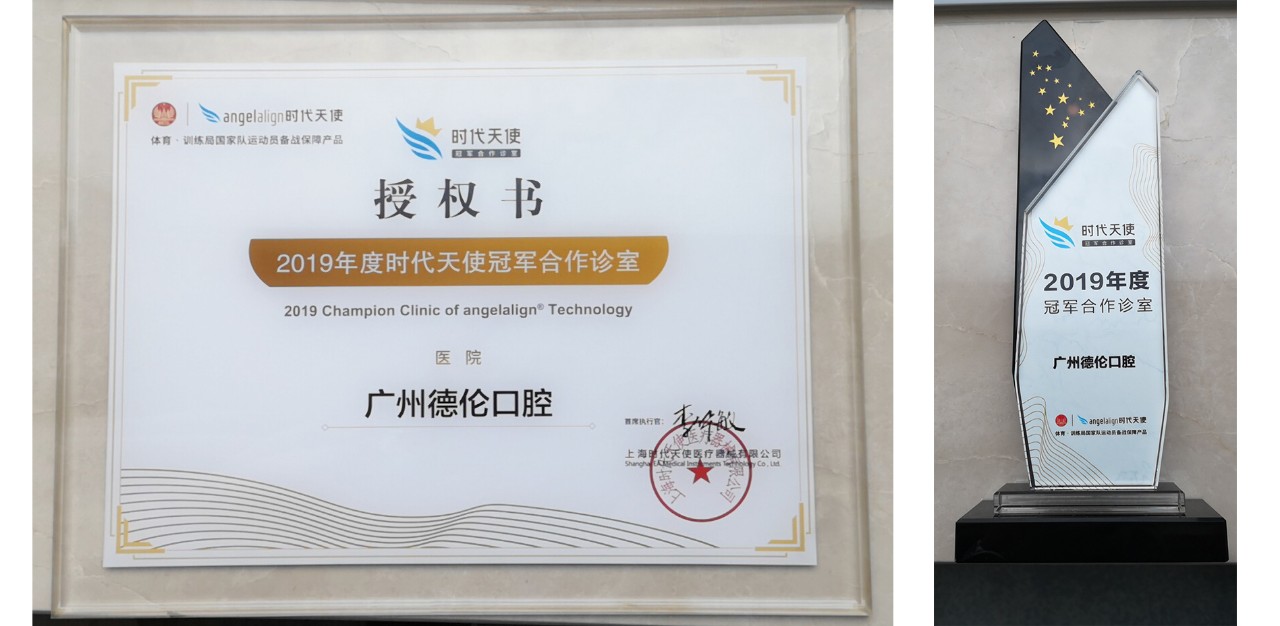 angelalign时代天使
体育·训练局国家队运动员备战保障产品
时代天使
冠军合作诊室
授权书
2019年度时代天使冠军合作诊室
2019 Champion Clinic of angelalign® Technology
医院
广州德伦口腔
首席执行官:
上海时代天使医疗器械有限公司
Shanghai EA Medical Instruments Technology Co., Ltd.
时代天使
冠军合作诊室
2019年度
冠军合作诊室
广州德伦口腔
angelalign时代天使
体育·训练局国家队运动员备战保障产品